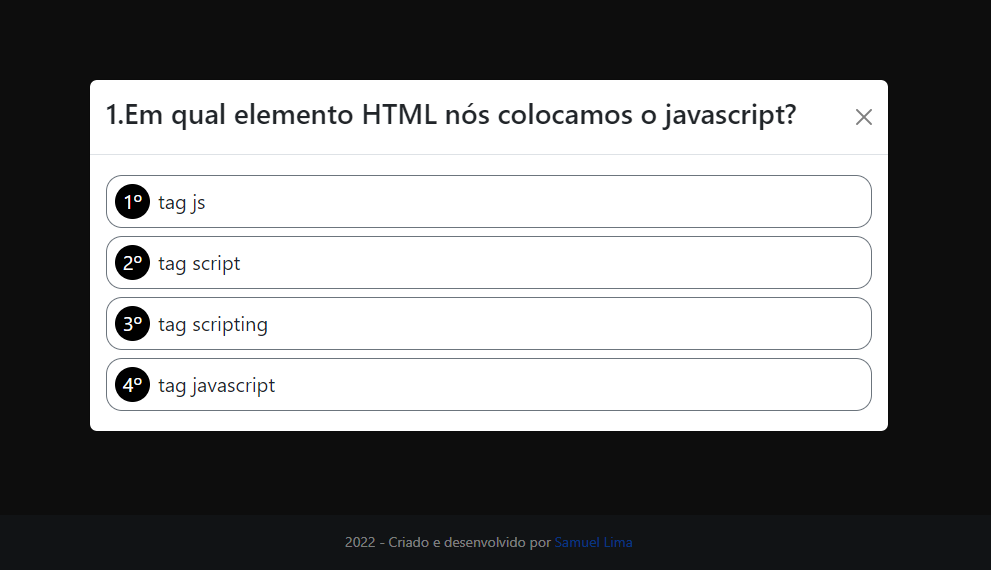 1.Em qual elemento HTML nós colocamos o javascript?
1º tag js
2º tag script
3º tag scripting
4º tag javascript
2022 - Criado e desenvolvido por Samuel Lima